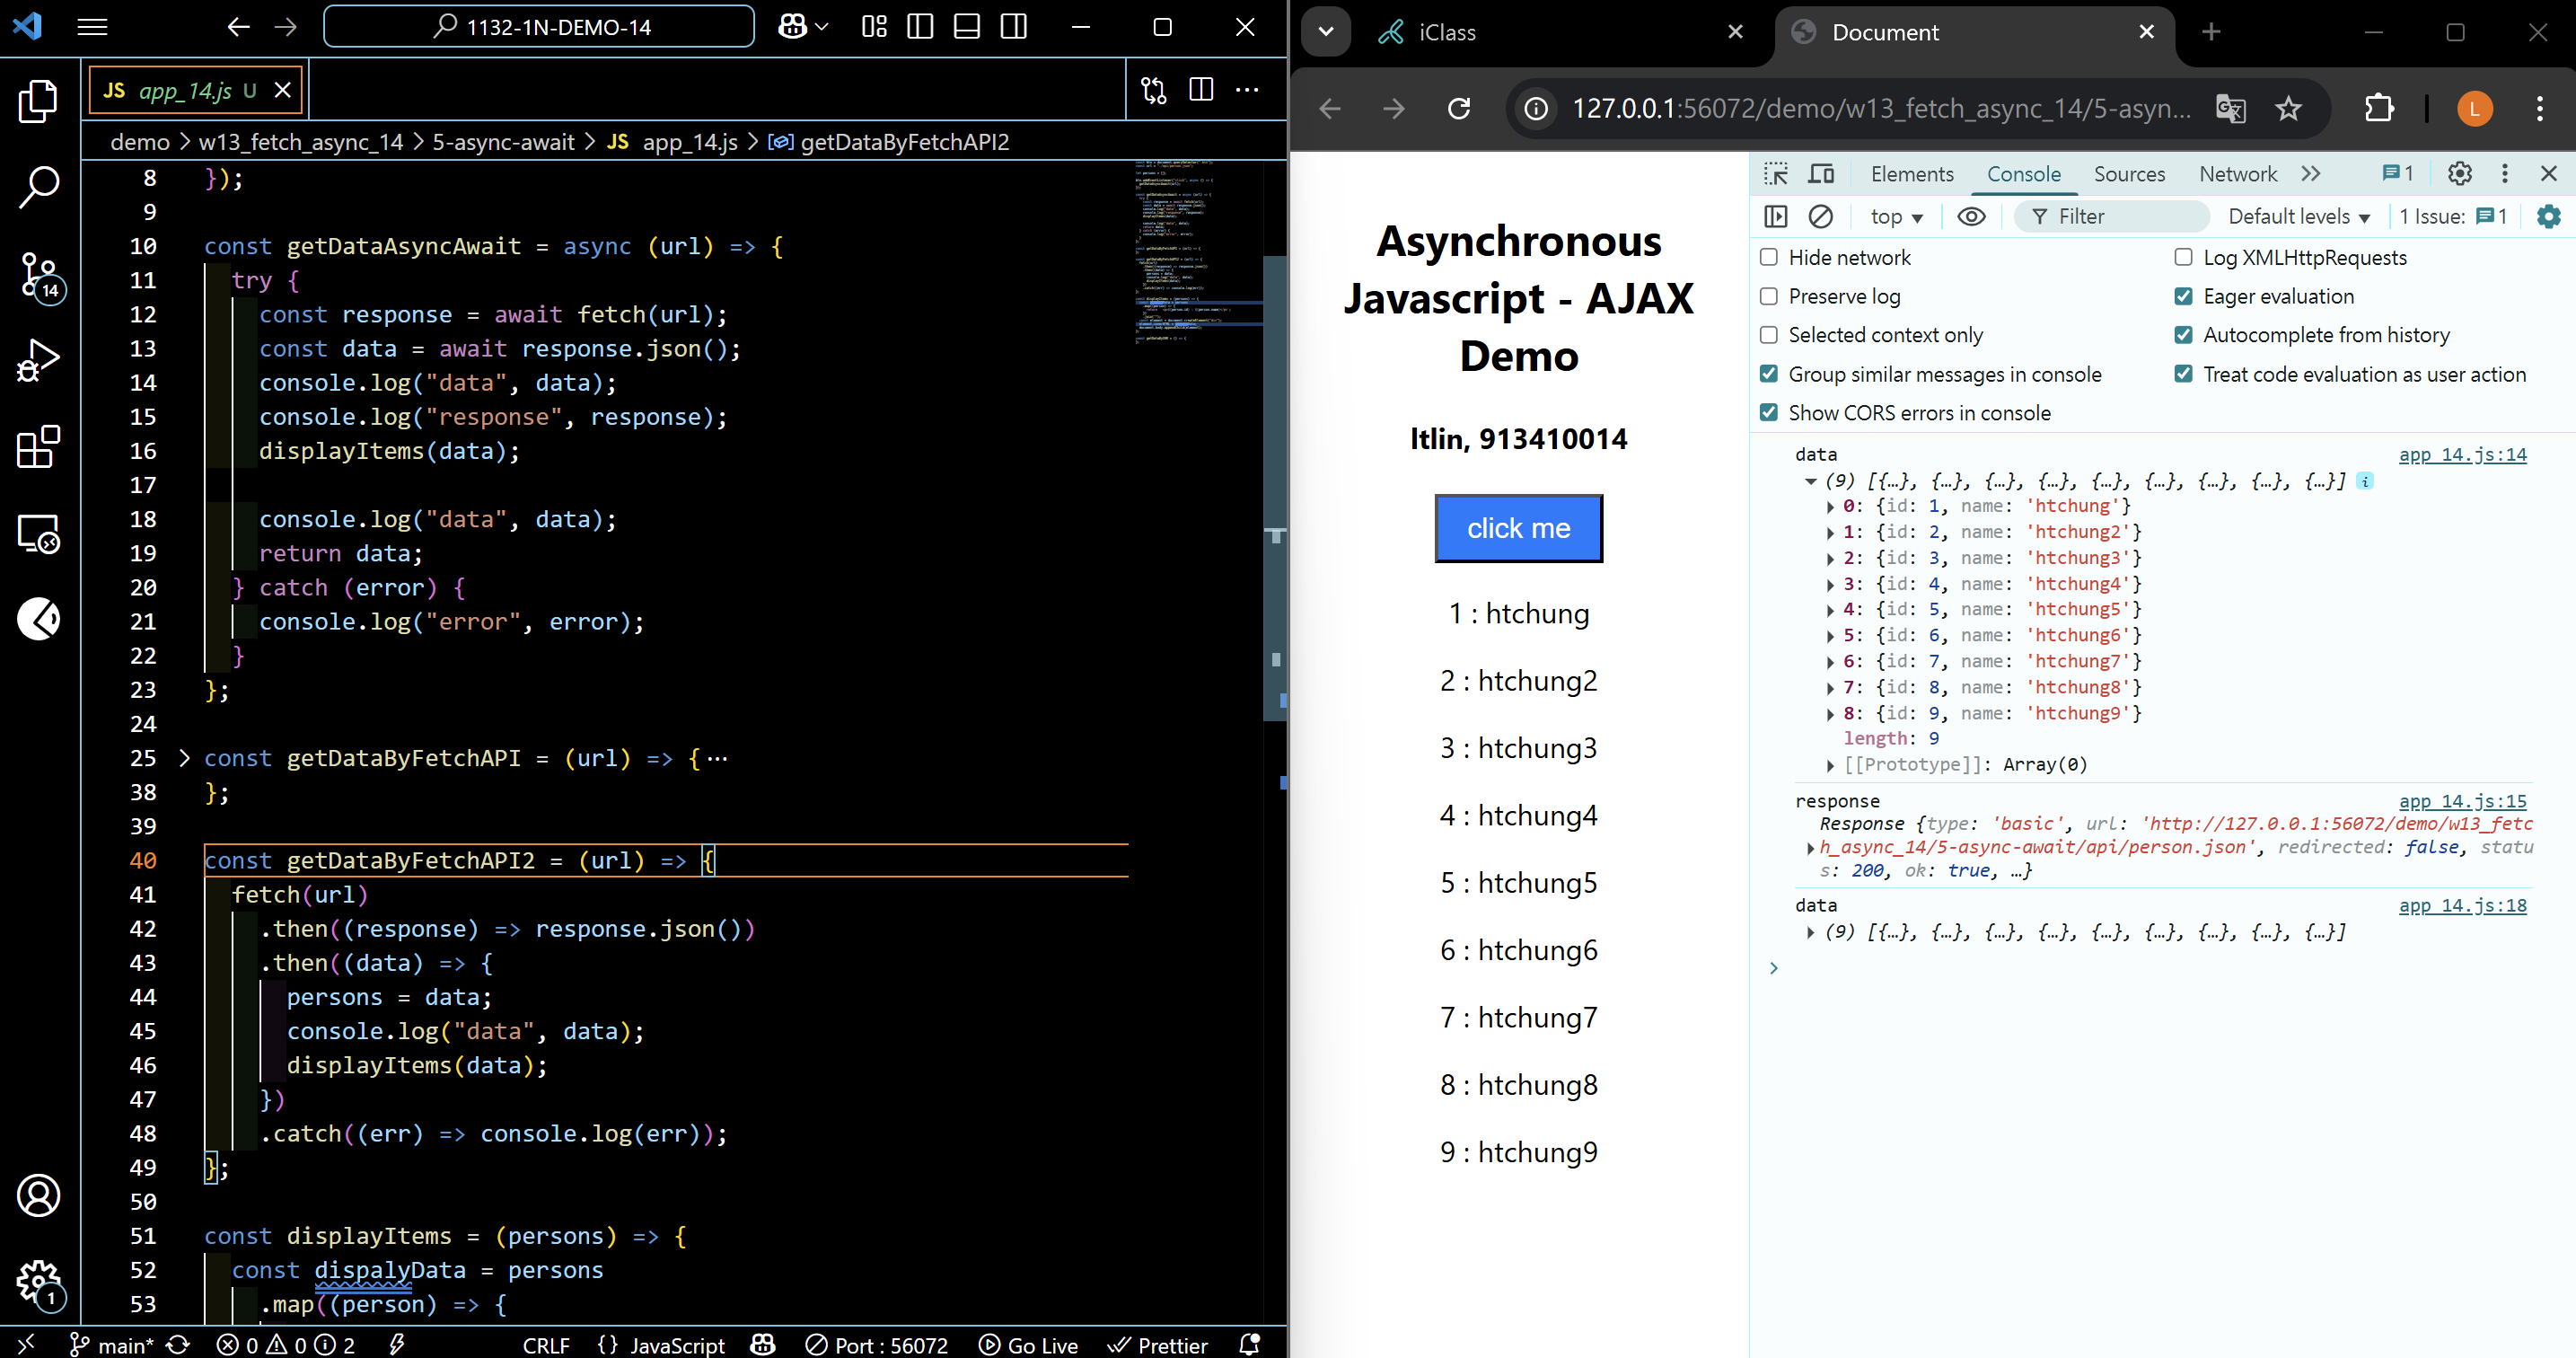 1132-1N-DEMO-14
JS app_14.js U
demo > w13_fetch_async_14 > 5-async-await > JS app_14.js > getDataByFetchAPI2
8 });
9
10 const getDataAsyncAwait = async (url) => {
11 try {
12 const response = await fetch(url);
13 const data = await response.json();
14 console.log("data", data);
15 console.log("response", response);
16 displayItems(data);
17
18 console.log("data", data);
19 return data;
20 } catch (error) {
21 console.log("error", error);
22 }
23 };
24
25 const getDataByFetchAPI = (url) => {⋯
38 };
39
40 const getDataByFetchAPI2 = (url) => {
41 fetch(url)
42 .then((response) => response.json())
43 .then((data) => {
44 persons = data;
45 console.log("data", data);
46 displayItems(data);
47 })
48 .catch((err) => console.log(err));
49 };
50
51 const displayItems = (persons) => {
52 const dispalyData = persons
53 .map((person) => {
14
1
main* 0 0 2 CRLF {} JavaScript Port : 56072 Go Live Prettier
iClass
Document
127.0.0.1:56072/demo/w13_fetch_async_14/5-asyn...
L
Asynchronous
Javascript - AJAX
Demo
ltlin, 913410014
click me
1 : htchung
2 : htchung2
3 : htchung3
4 : htchung4
5 : htchung5
6 : htchung6
7 : htchung7
8 : htchung8
9 : htchung9
Elements Console Sources Network 1
top Filter Default levels 1 Issue: 1
Hide network Log XMLHttpRequests
Preserve log Eager evaluation
Selected context only Autocomplete from history
Group similar messages in console Treat code evaluation as user action
Show CORS errors in console
data app_14.js:14
(9) [{…}, {…}, {…}, {…}, {…}, {…}, {…}, {…}, {…}] i
0: {id: 1, name: 'htchung'}
1: {id: 2, name: 'htchung2'}
2: {id: 3, name: 'htchung3'}
3: {id: 4, name: 'htchung4'}
4: {id: 5, name: 'htchung5'}
5: {id: 6, name: 'htchung6'}
6: {id: 7, name: 'htchung7'}
7: {id: 8, name: 'htchung8'}
8: {id: 9, name: 'htchung9'}
length: 9
[[Prototype]]: Array(0)
response app_14.js:15
Response {type: 'basic', url: 'http://127.0.0.1:56072/demo/w13_fetc
h_async_14/5-async-await/api/person.json', redirected: false, statu
s: 200, ok: true, …}
data app_14.js:18
(9) [{…}, {…}, {…}, {…}, {…}, {…}, {…}, {…}, {…}]